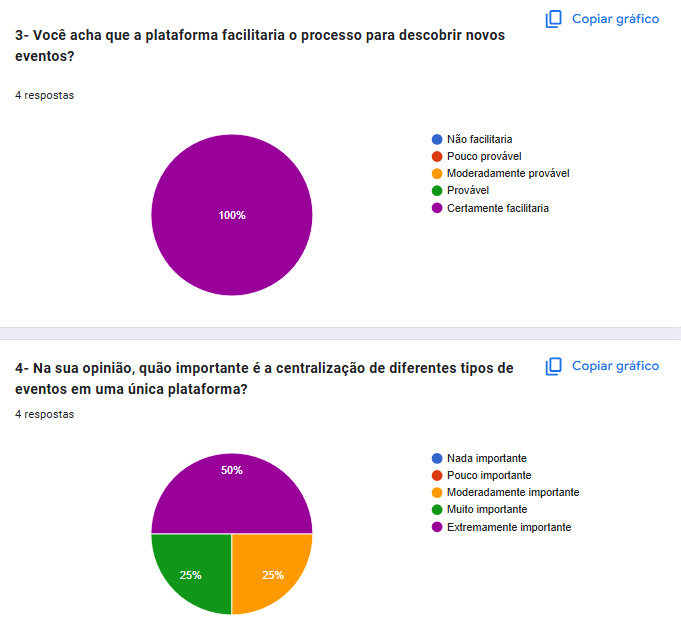 Copiar gráfico
3- Você acha que a plataforma facilitaria o processo para descobrir novos
eventos?
4 respostas
100%
Não facilitaria
Pouco provável
Moderadamente provável
Provável
Certamente facilitaria
Copiar gráfico
4- Na sua opinião, quão importante é a centralização de diferentes tipos de
eventos em uma única plataforma?
4 respostas
50%
25%
25%
Nada importante
Pouco importante
Moderadamente importante
Muito importante
Extremamente importante